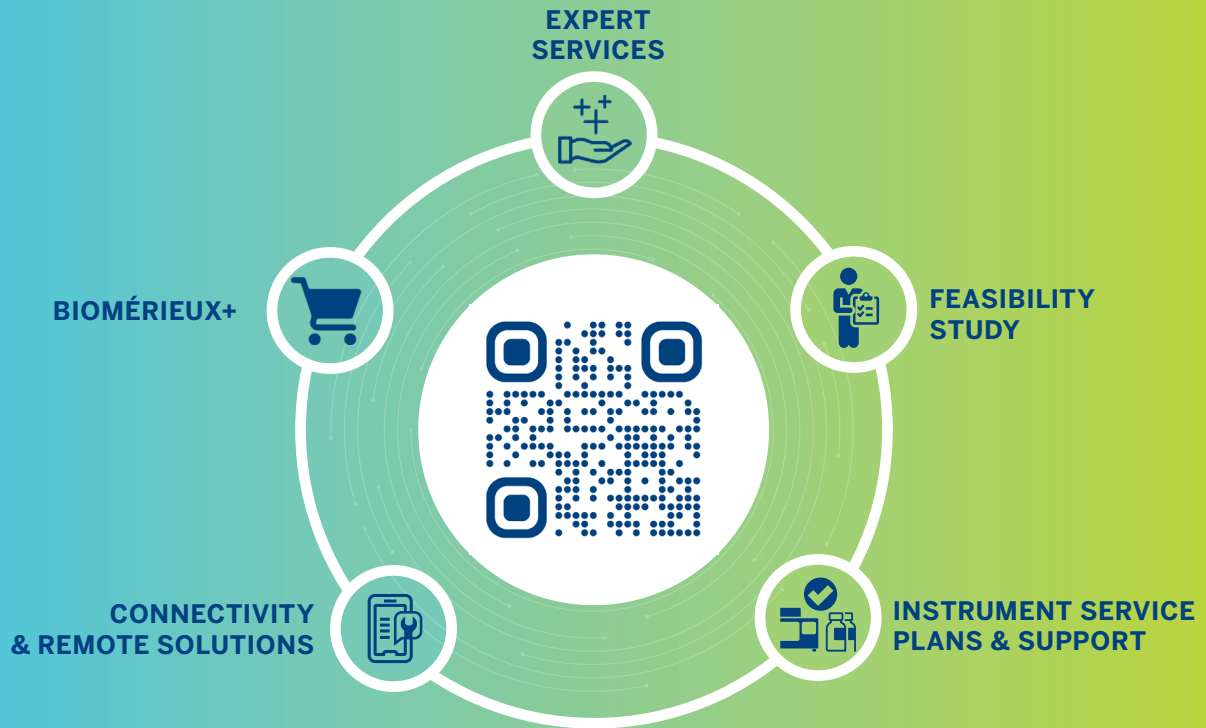 EXPERT
SERVICES
BIOMÉRIEUX+
FEASIBILITY
STUDY
CONNECTIVITY
& REMOTE SOLUTIONS
INSTRUMENT SERVICE
PLANS & SUPPORT